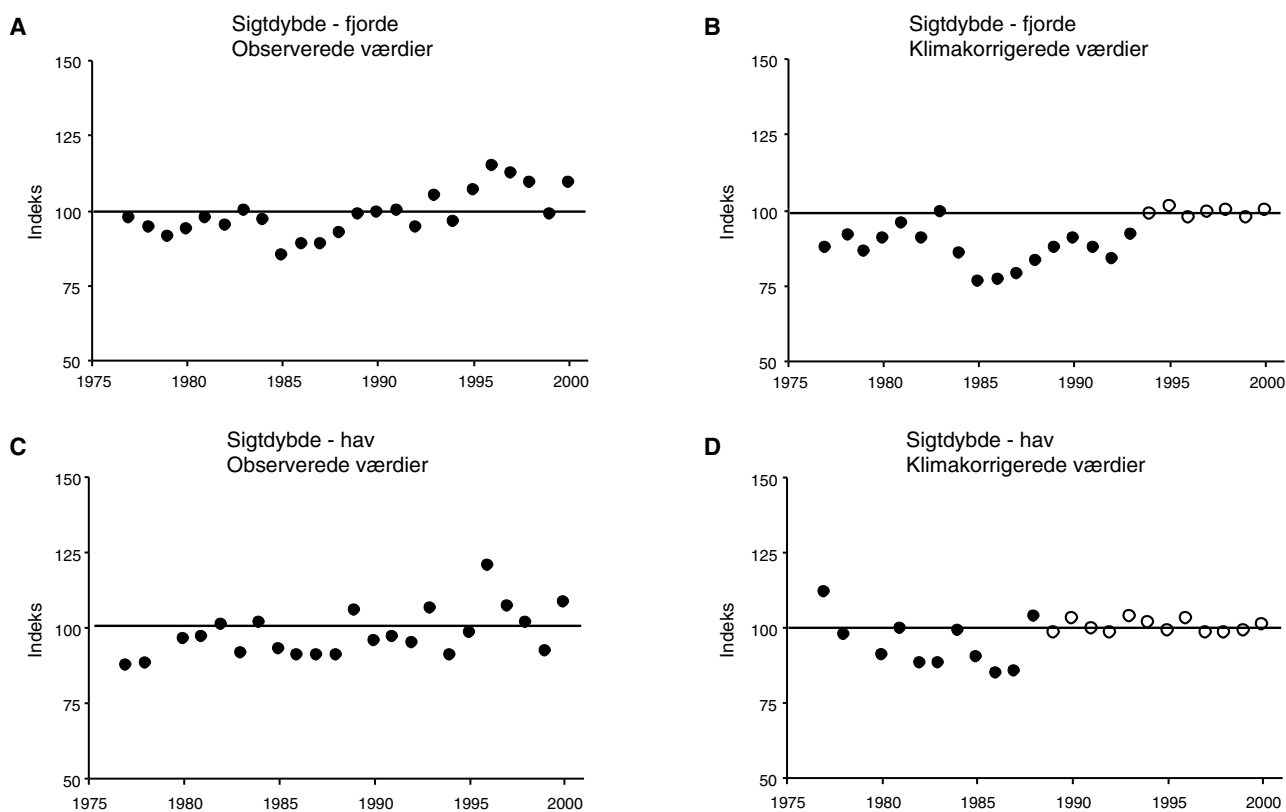 A
Sigtdybde - fjorde
Observerede værdier
150
125
100
75
50
Indeks
1975
1980
1985
1990
1995
2000
B
Sigtdybde - fjorde
Klimakorrigerede værdier
150
125
100
75
50
Indeks
1975
1980
1985
1990
1995
2000
C
Sigtdybde - hav
Observerede værdier
150
125
100
75
50
Indeks
1975
1980
1985
1990
1995
2000
D
Sigtdybde - hav
Klimakorrigerede værdier
150
125
100
75
50
Indeks
1975
1980
1985
1990
1995
2000